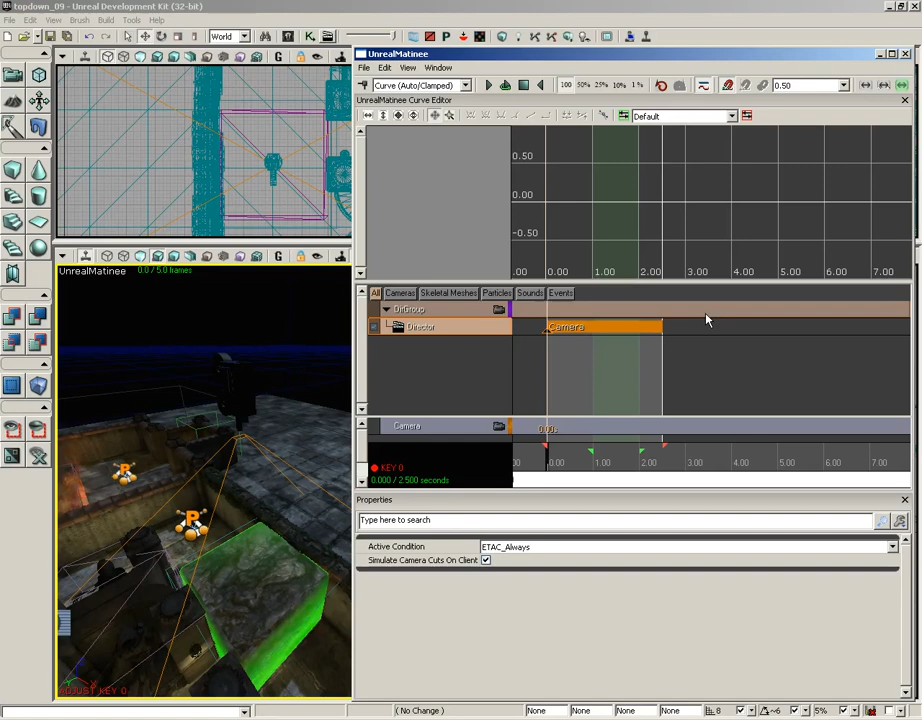 topdown_09 - Unreal Development Kit (32-bit)
File Edit View Brush Build Tools Help
World
UnrealMatinee
File Edit View Window
Curve (Auto/Clamped)
100 50% 25% 10% 1%
0.50
UnrealMatinee Curve Editor
Default
0.50
0.00
-0.50
.00 0.00 1.00 2.00 3.00 4.00 5.00 6.00 7.00
UnrealMatinee
0.0 / 5.0 frames
All Cameras Skeletal Meshes Particles Sounds Events
DirGroup
Director
Camera
Camera
0.00s
KEY 0
0.000 / 2.500 seconds
0.00 1.00 2.00 3.00 4.00 5.00 6.00 7.00
Properties
Type here to search
Active Condition ETAC_Always
Simulate Camera Cuts On Client
P
P
ADJUST KEY 0
( No Change )
None None None None
8
6
5%